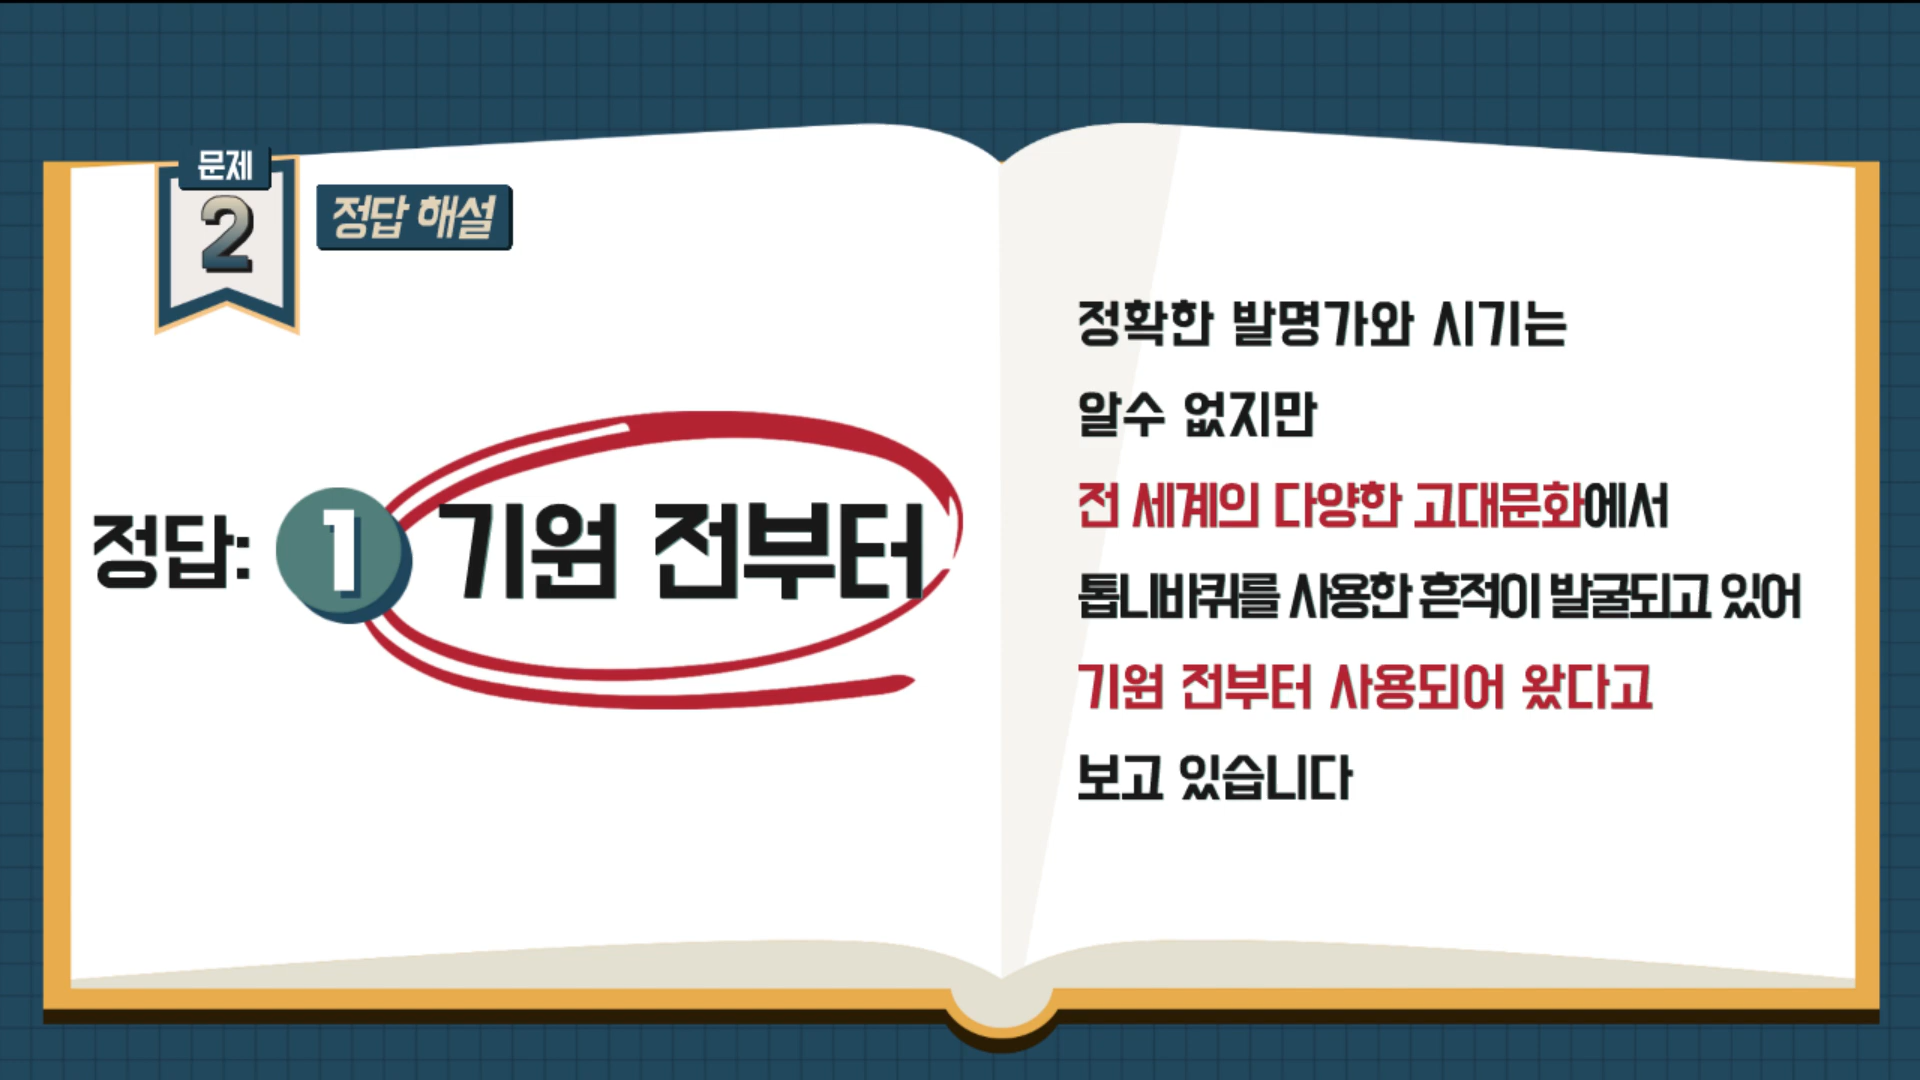 문제
2
정답 해설
정답: 1 기원 전부터
정확한 발명가와 시기는
알수 없지만
전 세계의 다양한 고대문화에서
톱니바퀴를 사용한 흔적이 발굴되고 있어
기원 전부터 사용되어 왔다고
보고 있습니다